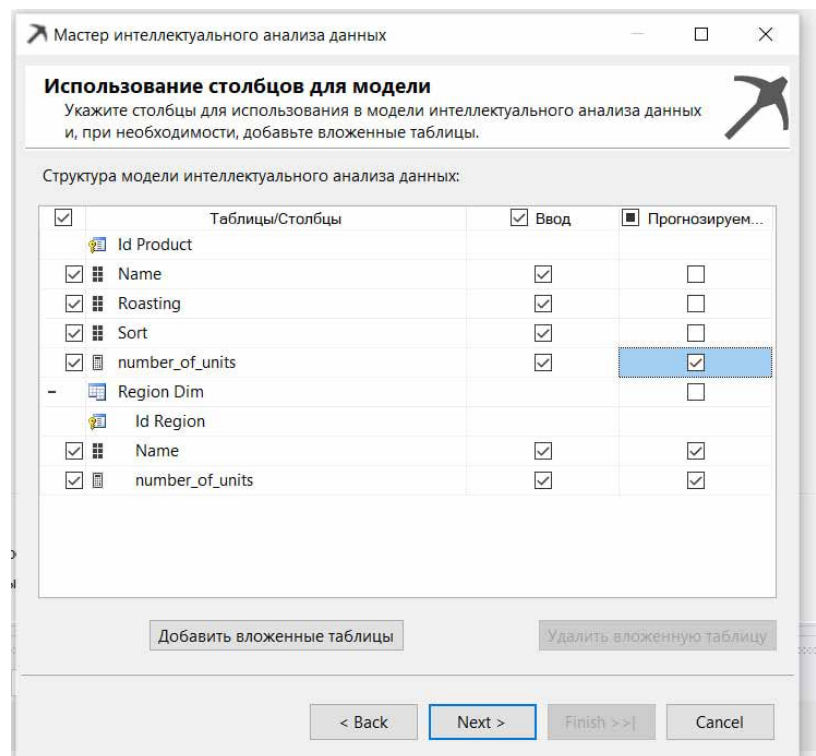 Мастер интеллектуального анализа данных
Использование столбцов для модели
Укажите столбцы для использования в модели интеллектуального анализа данных
и, при необходимости, добавьте вложенные таблицы.
Структура модели интеллектуального анализа данных:
Таблицы/Столбцы Ввод Прогнозируем...
Id Product
Name
Roasting
Sort
number_of_units
Region Dim
Id Region
Name
number_of_units
Добавить вложенные таблицы Удалить вложенную таблицу
< Back Next > Finish >>| Cancel